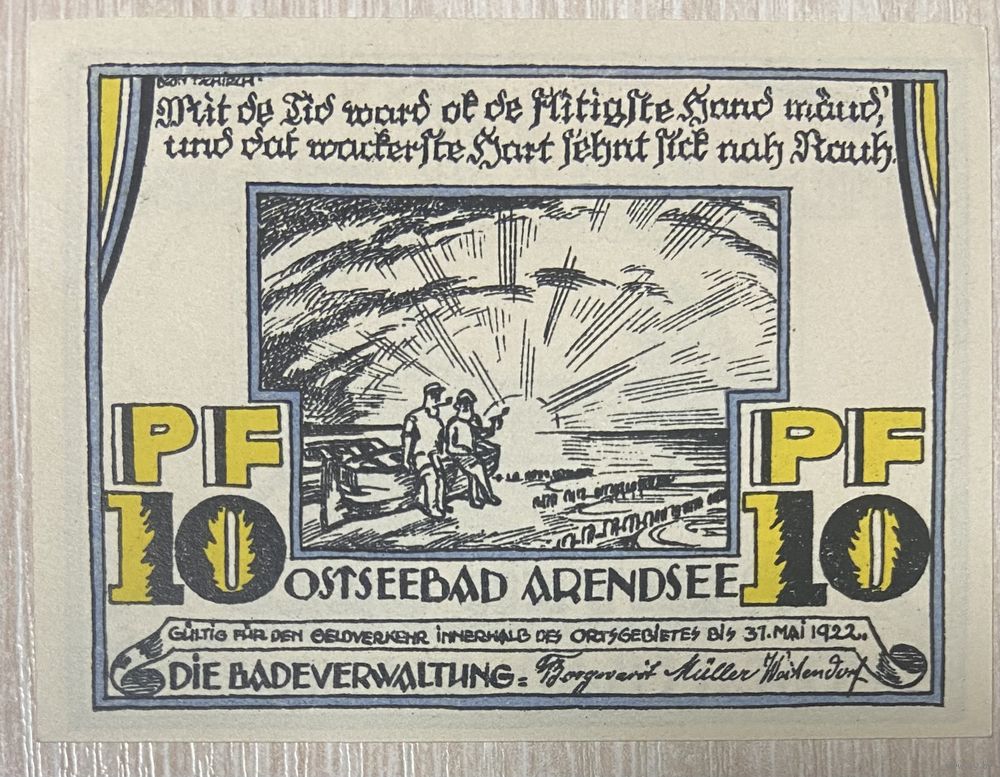 Mit de Tid ward ok de flitigste Hand mäud',
und dat wackerste Hart sehnt sick nah Rauh.
PF PF
10 10
OSTSEEBAD ARENDSEE
GÜLTIG FÜR DEN GELDVERKEHR INNERHALB DES ORTSGEBIETES BIS 31. MAI 1922.
DIE BADEVERWALTUNG: Müller